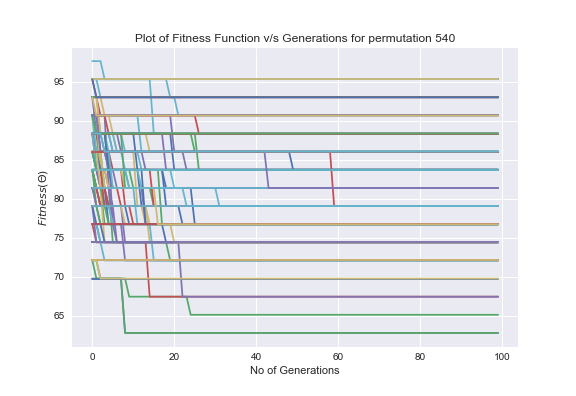 Plot of Fitness Function v/s Generations for permutation 540
95
90
85
80
75
70
65
Fitness(Θ)
0 20 40 60 80 100
No of Generations